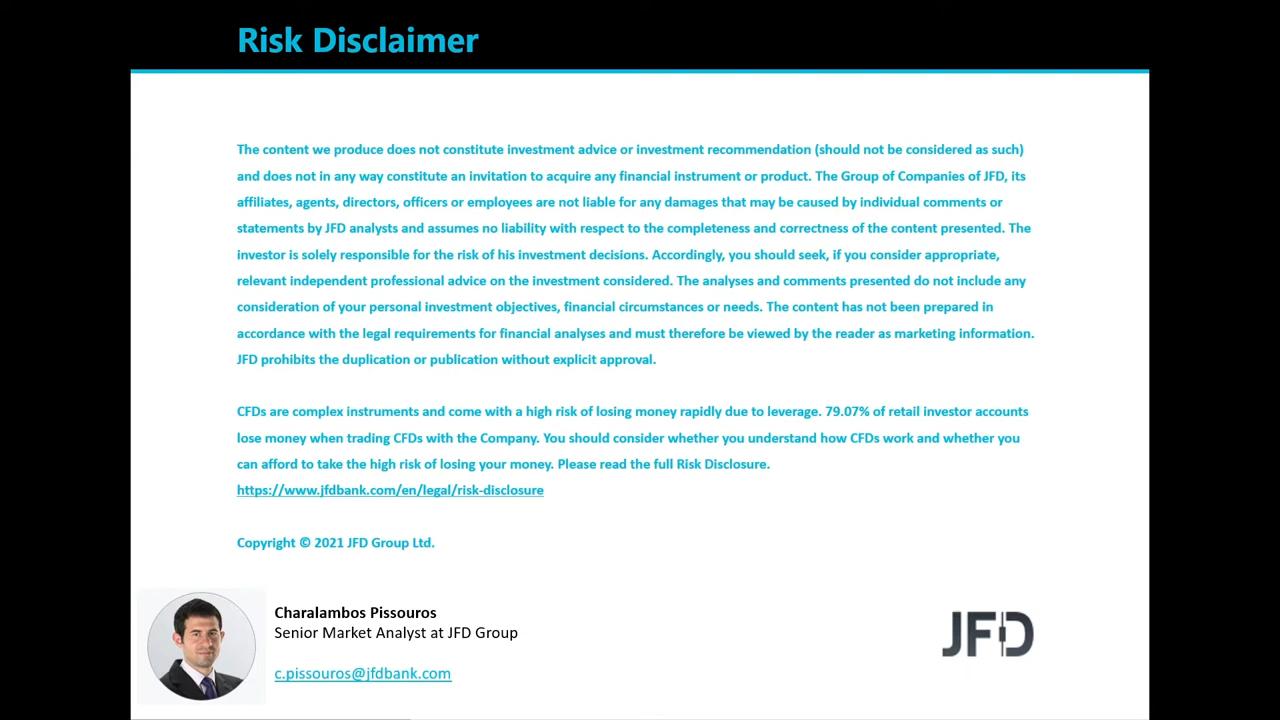 Risk Disclaimer
The content we produce does not constitute investment advice or investment recommendation (should not be considered as such)
and does not in any way constitute an invitation to acquire any financial instrument or product. The Group of Companies of JFD, its
affiliates, agents, directors, officers or employees are not liable for any damages that may be caused by individual comments or
statements by JFD analysts and assumes no liability with respect to the completeness and correctness of the content presented. The
investor is solely responsible for the risk of his investment decisions. Accordingly, you should seek, if you consider appropriate,
relevant independent professional advice on the investment considered. The analyses and comments presented do not include any
consideration of your personal investment objectives, financial circumstances or needs. The content has not been prepared in
accordance with the legal requirements for financial analyses and must therefore be viewed by the reader as marketing information.
JFD prohibits the duplication or publication without explicit approval.
CFDs are complex instruments and come with a high risk of losing money rapidly due to leverage. 79.07% of retail investor accounts
lose money when trading CFDs with the Company. You should consider whether you understand how CFDs work and whether you
can afford to take the high risk of losing your money. Please read the full Risk Disclosure.
https://www.jfdbank.com/en/legal/risk-disclosure
Copyright © 2021 JFD Group Ltd.
Charalambos Pissouros
Senior Market Analyst at JFD Group
c.pissouros@jfdbank.com
JFD